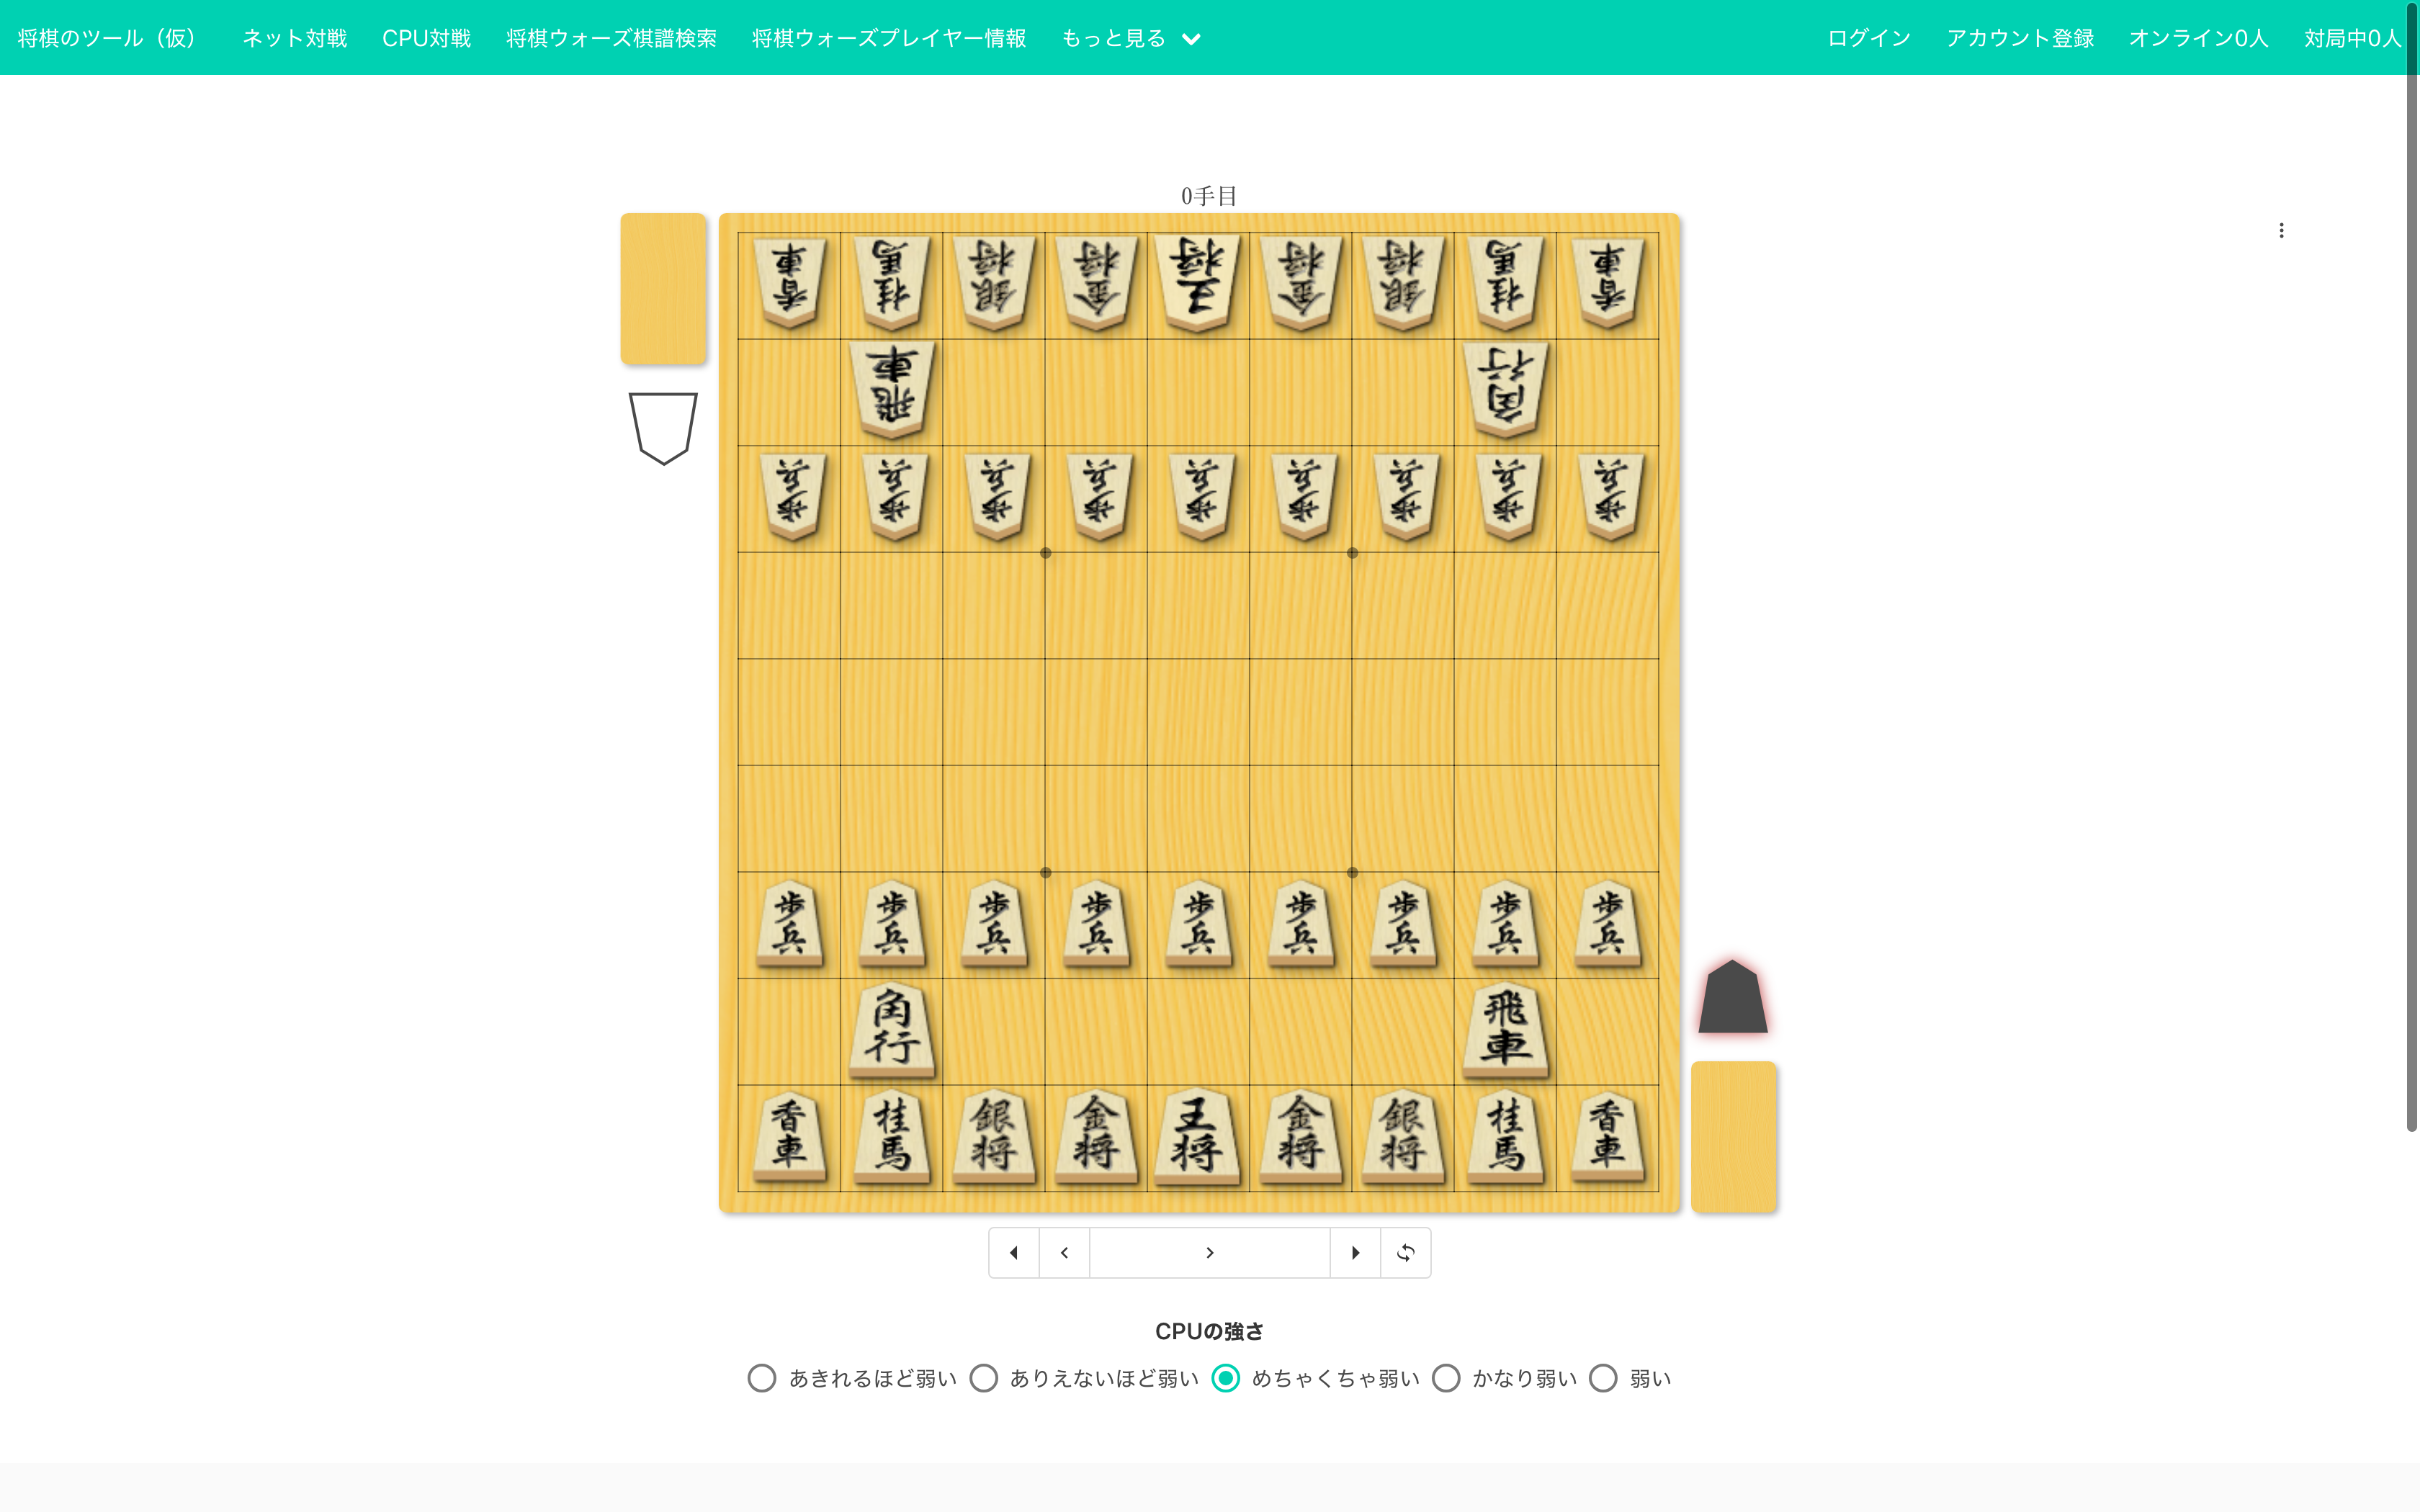 将棋のツール（仮） ネット対戦 CPU対戦 将棋ウォーズ棋譜検索 将棋ウォーズプレイヤー情報 もっと見る ログイン アカウント登録 オンライン0人 対局中0人
0手目
香車 桂馬 銀将 金将 王将 金将 銀将 桂馬 香車
飛車 角行
歩兵 歩兵 歩兵 歩兵 歩兵 歩兵 歩兵 歩兵 歩兵
歩兵 歩兵 歩兵 歩兵 歩兵 歩兵 歩兵 歩兵 歩兵
角行 飛車
香車 桂馬 銀将 金将 王将 金将 銀将 桂馬 香車
CPUの強さ
あきれるほど弱い ありえないほど弱い めちゃくちゃ弱い かなり弱い 弱い